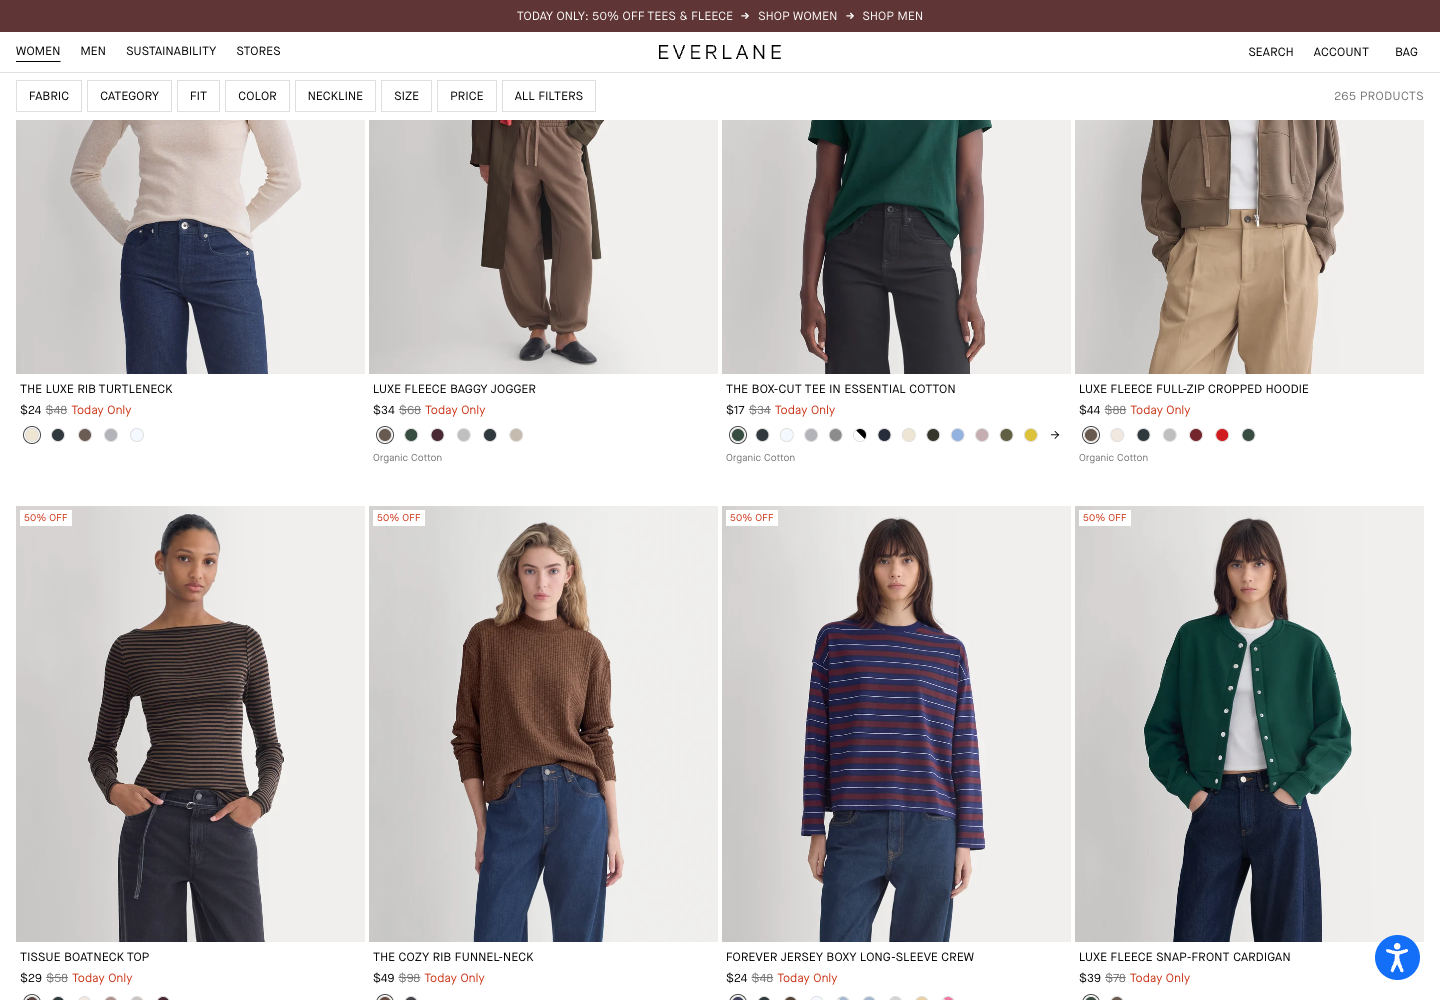 TODAY ONLY: 50% OFF TEES & FLEECE → SHOP WOMEN → SHOP MEN
WOMEN MEN SUSTAINABILITY STORES EVERLANE SEARCH ACCOUNT BAG
FABRIC CATEGORY FIT COLOR NECKLINE SIZE PRICE ALL FILTERS 265 PRODUCTS
THE LUXE RIB TURTLENECK
$24 $48 Today Only
LUXE FLEECE BAGGY JOGGER
$34 $68 Today Only
Organic Cotton
THE BOX-CUT TEE IN ESSENTIAL COTTON
$17 $34 Today Only
Organic Cotton
LUXE FLEECE FULL-ZIP CROPPED HOODIE
$44 $88 Today Only
Organic Cotton
50% OFF
TISSUE BOATNECK TOP
$29 $58 Today Only
50% OFF
THE COZY RIB FUNNEL-NECK
$49 $98 Today Only
50% OFF
FOREVER JERSEY BOXY LONG-SLEEVE CREW
$24 $48 Today Only
50% OFF
LUXE FLEECE SNAP-FRONT CARDIGAN
$39 $78 Today Only